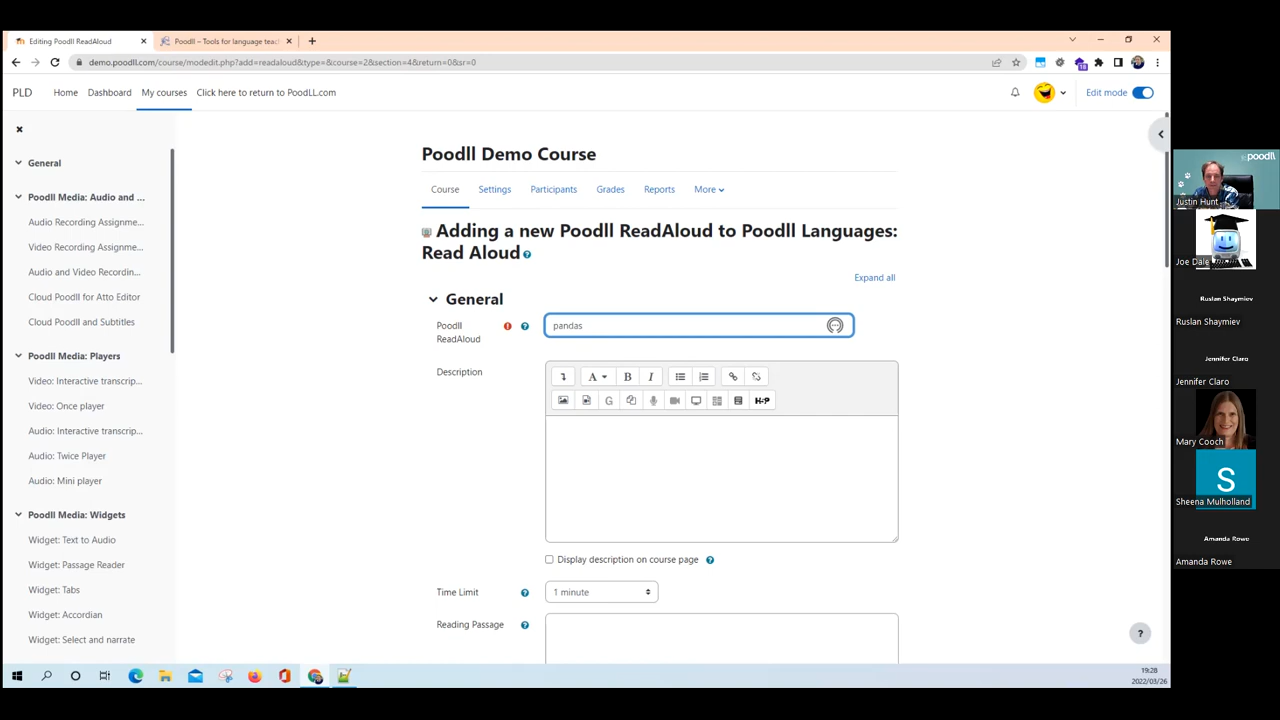 Editing Poodll ReadAloud
Poodll – Tools for language teac
demo.poodll.com/course/modedit.php?add=readaloud&type=&course=2&section=4&return=0&sr=0
18
PLD
Home
Dashboard
My courses
Click here to return to PoodLL.com
Edit mode
General
Poodll Media: Audio and ...
Audio Recording Assignme...
Video Recording Assignme...
Audio and Video Recordin...
Cloud Poodll for Atto Editor
Cloud Poodll and Subtitles
Poodll Media: Players
Video: Interactive transcrip...
Video: Once player
Audio: Interactive transcrip...
Audio: Twice Player
Audio: Mini player
Poodll Media: Widgets
Widget: Text to Audio
Widget: Passage Reader
Widget: Tabs
Widget: Accordian
Widget: Select and narrate
Poodll Demo Course
Course
Settings
Participants
Grades
Reports
More
Adding a new Poodll ReadAloud to Poodll Languages:
Read Aloud
Expand all
General
Poodll
ReadAloud
pandas
Description
A
B
I
G
H-P
Display description on course page
Time Limit
1 minute
Reading Passage
?
19:28
2022/03/26
poodll
Justin Hunt
Joe Dale
Ruslan Shaymiev
Ruslan Shaymiev
Jennifer Claro
Jennifer Claro
Mary Cooch
S
Sheena Mulholland
Amanda Rowe
Amanda Rowe